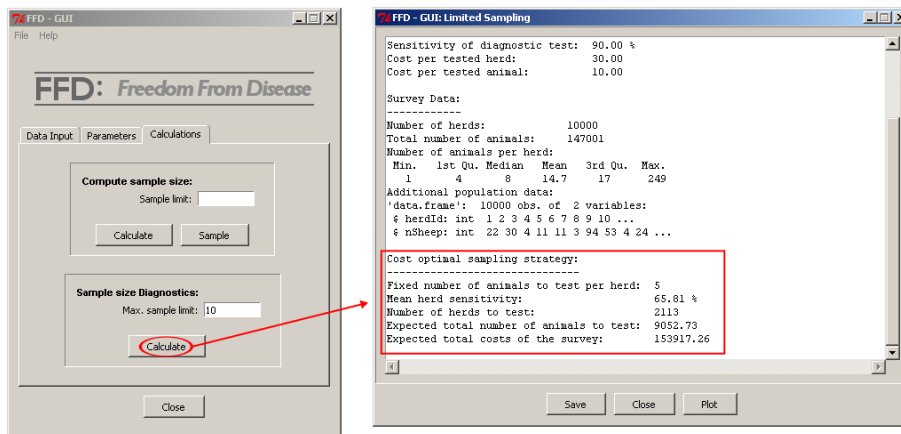 FFD - GUI
File Help
FFD: Freedom From Disease
Data Input Parameters Calculations
Compute sample size:
Sample limit:
Calculate Sample
Sample size Diagnostics:
Max. sample limit: 10
Calculate
Close
FFD - GUI: Limited Sampling
Sensitivity of diagnostic test: 90.00 %
Cost per tested herd: 30.00
Cost per tested animal: 10.00
Survey Data:
------------
Number of herds: 10000
Total number of animals: 147001
Number of animals per herd:
Min. 1st Qu. Median Mean 3rd Qu. Max.
1 4 8 14.7 17 249
Additional population data:
'data.frame': 10000 obs. of 2 variables:
$ herdId: int 1 2 3 4 5 6 7 8 9 10 ...
$ nSheep: int 22 30 4 11 11 3 94 53 4 24 ...
Cost optimal sampling strategy:
-------------------------------
Fixed number of animals to test per herd: 5
Mean herd sensitivity: 65.81 %
Number of herds to test: 2113
Expected total number of animals to test: 9052.73
Expected total costs of the survey: 153917.26
Save Close Plot